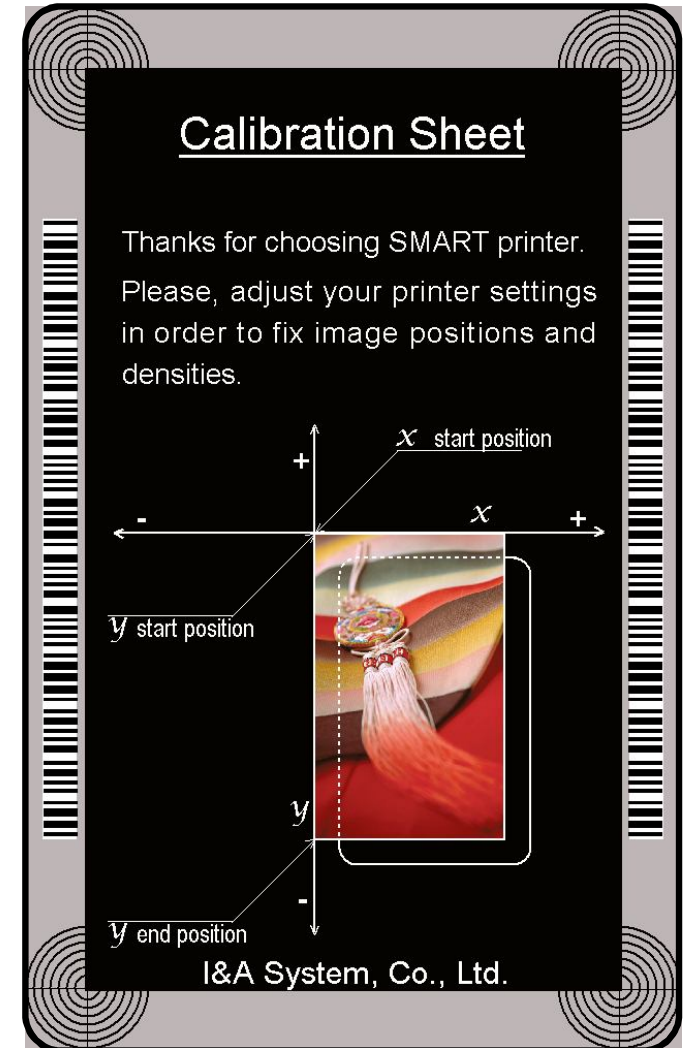 Calibration Sheet
Thanks for choosing SMART printer.
Please, adjust your printer settings
in order to fix image positions and
densities.
x start position
+
-
x
+
y start position
y
-
y end position
I&A System, Co., Ltd.